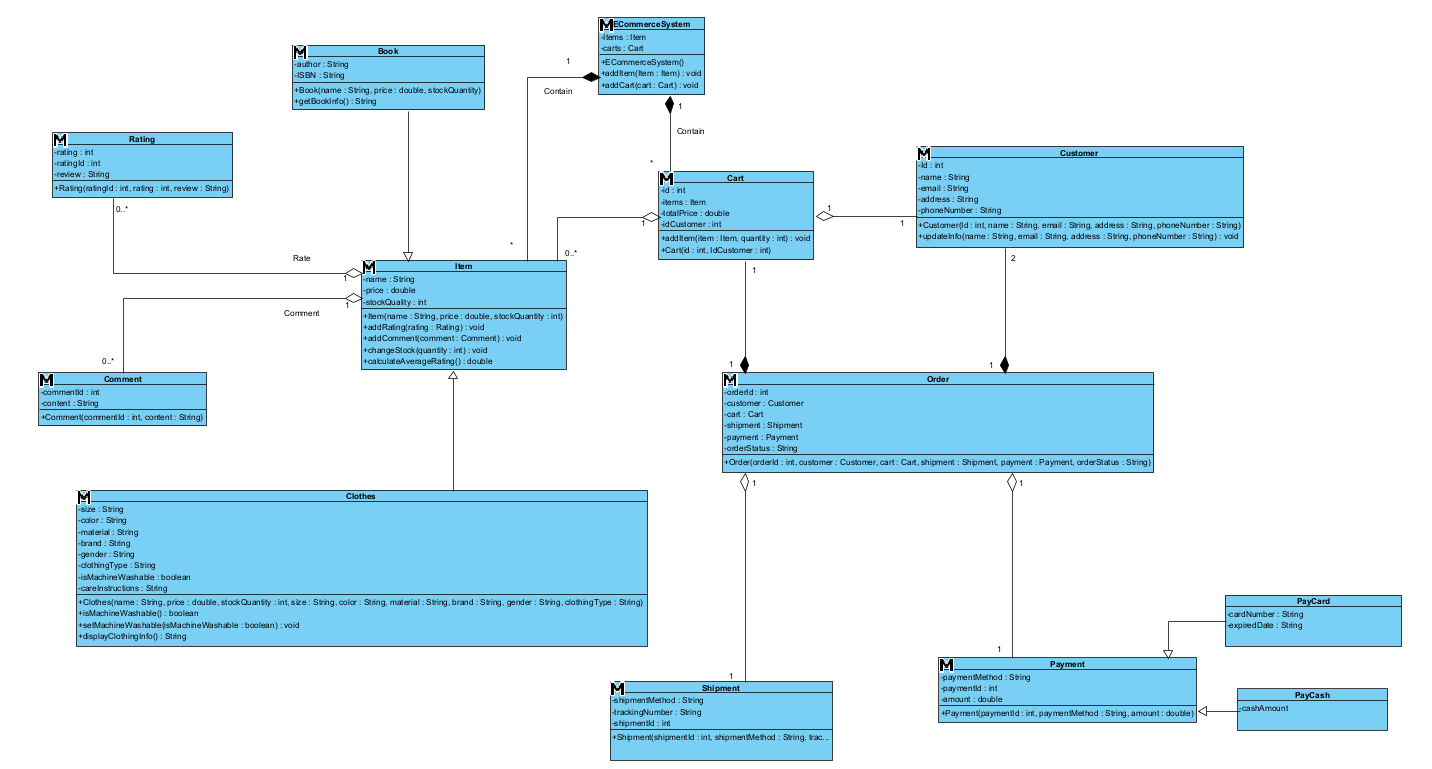 ECommerceSystem
-Items : Item
-carts : Cart
+ECommerceSystem()
+addItem(Item : Item) : void
+addCart(cart : Cart) : void
1
Contain
1
Contain
*
*
Book
-author : String
-ISBN : String
+Book(name : String, price : double, stockQuantity)
+getBookInfo() : String
Rating
-rating : int
-ratingId : int
-review : String
+Rating(ratingId : int, rating : int, review : String)
0..*
Rate
1
Cart
-id : int
-items : Item
-totalPrice : double
-idCustomer : int
+addItem(item : Item, quantity : int) : void
+Cart(id : int, IdCustomer : int)
1
0..*
1
1
1
Customer
-Id : int
-name : String
-email : String
-address : String
-phoneNumber : String
+Customer(Id : int, name : String, email : String, address : String, phoneNumber : String)
+updateInfo(name : String, email : String, address : String, phoneNumber : String) : void
2
Item
-name : String
-price : double
-stockQuality : int
+Item(name : String, price : double, stockQuantity : int)
+addRating(rating : Rating) : void
+addComment(comment : Comment) : void
+changeStock(quantity : int) : void
+calculateAverageRating() : double
1
Comment
0..*
Comment
-commentId : int
-content : String
+Comment(commentId : int, content : String)
1
1
Order
-orderId : int
-customer : Customer
-cart : Cart
-shipment : Shipment
-payment : Payment
-orderStatus : String
+Order(orderId : int, customer : Customer, cart : Cart, shipment : Shipment, payment : Payment, orderStatus : String)
1
1
Clothes
-size : String
-color : String
-material : String
-brand : String
-gender : String
-clothingType : String
-isMachineWashable : boolean
-careInstructions : String
+Clothes(name : String, price : double, stockQuantity : int, size : String, color : String, material : String, brand : String, gender : String, clothingType : String)
+isMachineWashable() : boolean
+setMachineWashable(isMachineWashable : boolean) : void
+displayClothingInfo() : String
1
Shipment
-shipmentMethod : String
-trackingNumber : String
-shipmentId : int
+Shipment(shipmentId : int, shipmentMethod : String, trac...
1
Payment
-paymentMethod : String
-paymentId : int
-amount : double
+Payment(paymentId : int, paymentMethod : String, amount : double)
PayCard
-cardNumber : String
-expiredDate : String
PayCash
-cashAmount